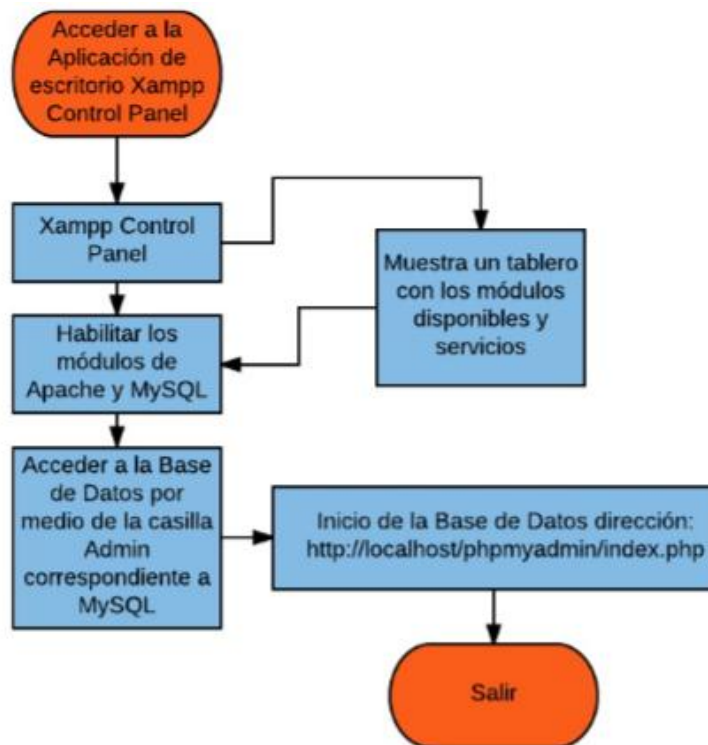 Acceder a la
Aplicación de
escritorio Xampp
Control Panel
Xampp Control
Panel
Muestra un tablero
con los módulos
disponibles y
servicios
Habilitar los
módulos de
Apache y MySQL
Acceder a la Base
de Datos por
medio de la casilla
Admin
correspondiente a
MySQL
Inicio de la Base de Datos dirección:
http://localhost/phpmyadmin/index.php
Salir